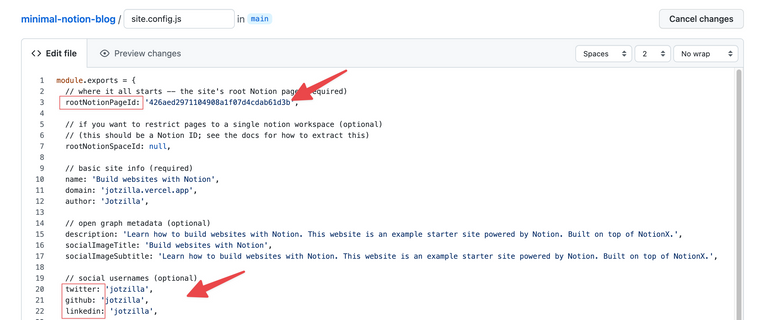 minimal-notion-blog / site.config.js in main Cancel changes
<> Edit file Preview changes Spaces 2 No wrap
1 module.exports = {
2 // where it all starts -- the site's root Notion page quired)
3 rootNotionPageId: '426aed2971104908a1f07d4cdab61d3b',
4
5 // if you want to restrict pages to a single notion workspace (optional)
6 // (this should be a Notion ID; see the docs for how to extract this)
7 rootNotionSpaceId: null,
8
9 // basic site info (required)
10 name: 'Build websites with Notion',
11 domain: 'jotzilla.vercel.app',
12 author: 'Jotzilla',
13
14 // open graph metadata (optional)
15 description: 'Learn how to build websites with Notion. This website is an example starter site powered by Notion. Built on top of NotionX.',
16 socialImageTitle: 'Build websites with Notion',
17 socialImageSubtitle: 'Learn how to build websites with Notion. This website is an example starter site powered by Notion. Built on top of NotionX.',
18
19 // social usernames (optional)
20 twitter: 'jotzilla',
21 github: 'jotzilla',
22 linkedin: 'jotzilla',